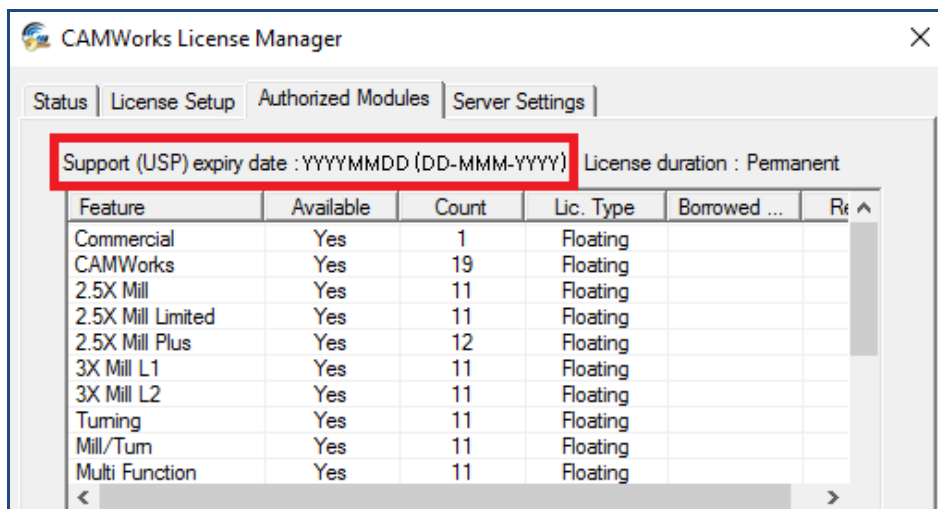 CAMWorks License Manager
Status License Setup Authorized Modules Server Settings
Support (USP) expiry date : YYYYMMDD (DD-MMM-YYYY) License duration : Permanent
Feature Available Count Lic. Type Borrowed ... Re
Commercial Yes 1 Floating
CAMWorks Yes 19 Floating
2.5X Mill Yes 11 Floating
2.5X Mill Limited Yes 11 Floating
2.5X Mill Plus Yes 12 Floating
3X Mill L1 Yes 11 Floating
3X Mill L2 Yes 11 Floating
Turning Yes 11 Floating
Mill/Turn Yes 11 Floating
Multi Function Yes 11 Floating